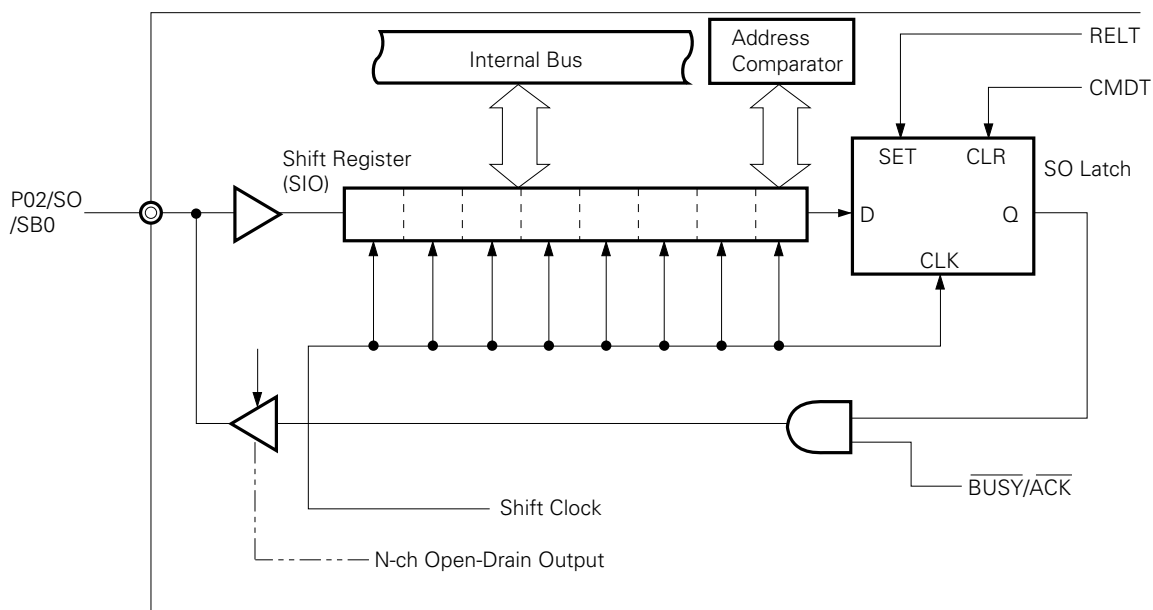 RELT
Address
Comparator
Internal Bus
CMDT
Shift Register
(SIO)
SET
CLR
SO Latch
P02/SO
/SB0
D
Q
CLK
BUSY/ACK
Shift Clock
N-ch Open-Drain Output